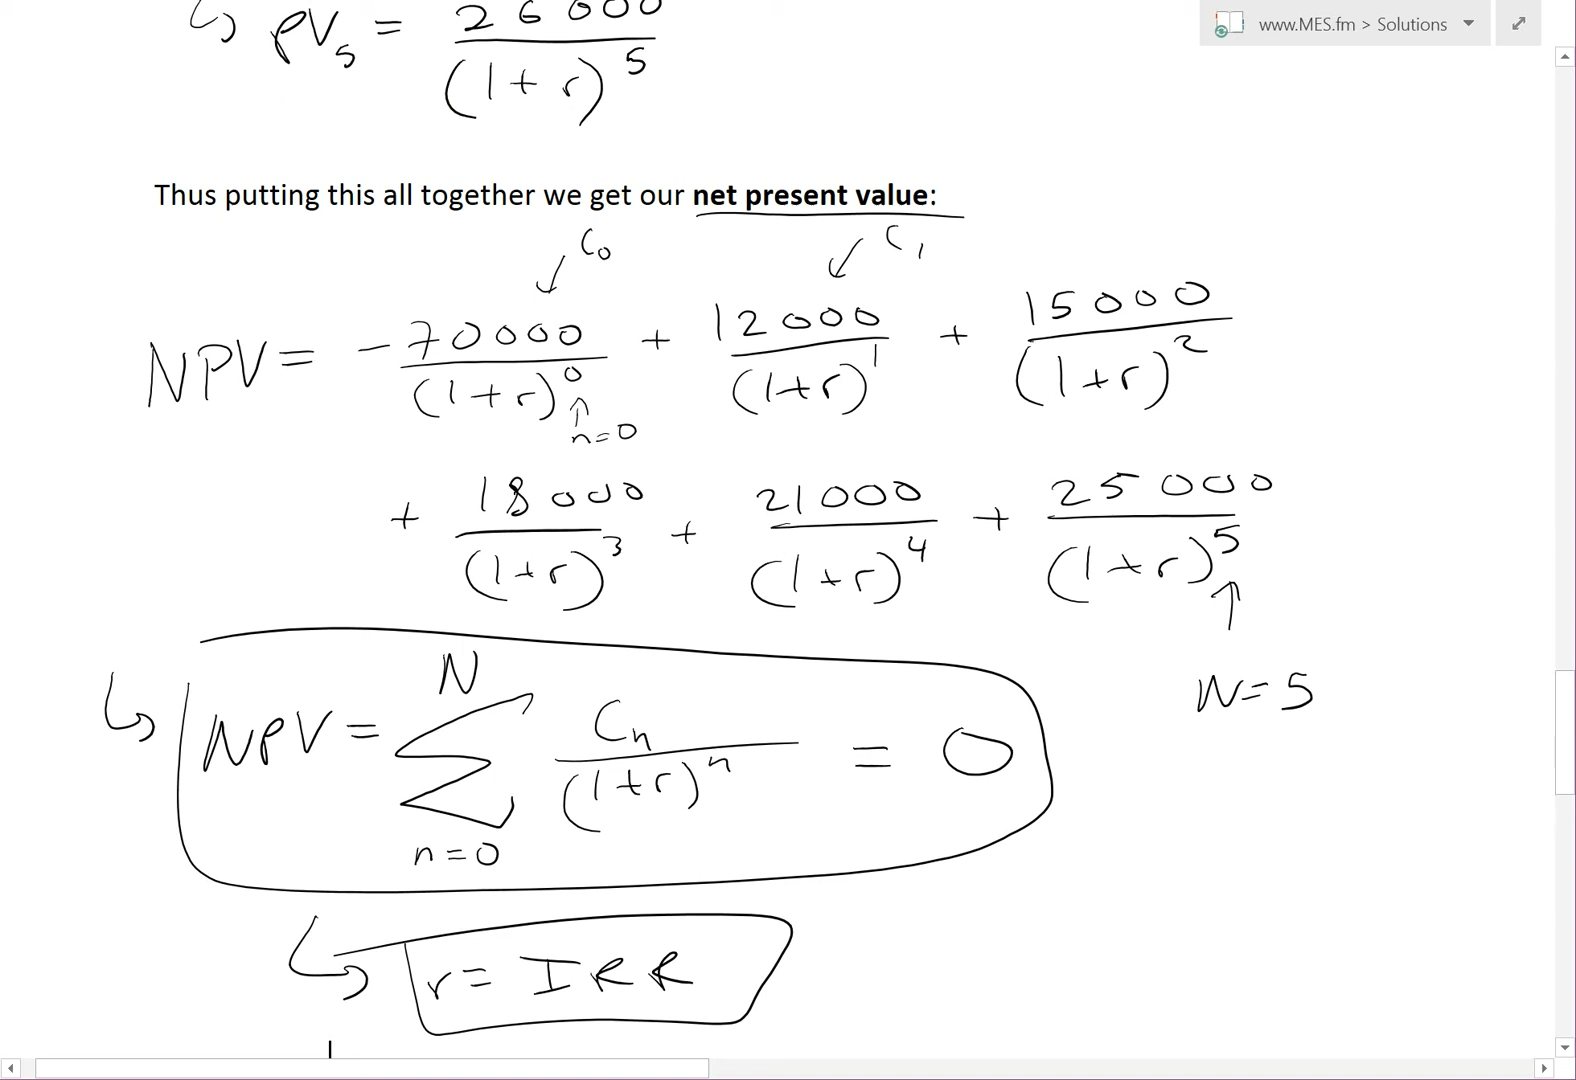 www.MES.fm > Solutions
↳ PV₅ = 26000 / (1 + r)⁵
Thus putting this all together we get our net present value:
C₀ C₁
NPV = - 70000 / (1+r)⁰ + 12000 / (1+r)¹ + 15000 / (1+r)²
n=0
+ 18000 / (1+r)³ + 21000 / (1+r)⁴ + 25000 / (1+r)⁵
N=5
↳ NPV = N Σ n=0 Cₙ / (1+r)ⁿ = 0
↳ r = IRR